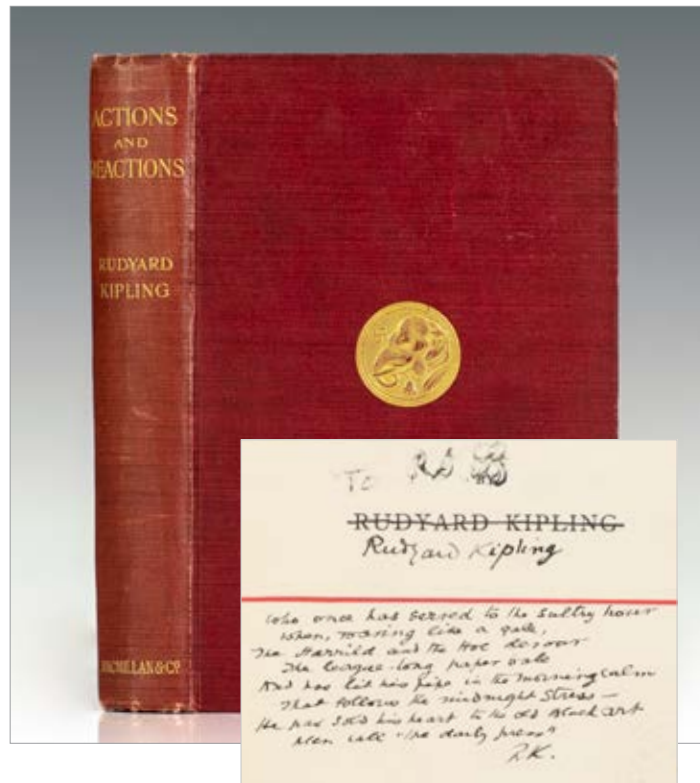 ACTIONS
AND
REACTIONS
RUDYARD
KIPLING
MACMILLAN & CO.
To
BY
RUDYARD KIPLING
Rudyard Kipling
Who once has served to the sultry hour
when, roaring like a gale,
The Harrild and the Hoe devour
The league-long paper bale
And has lit his pipe in the morning calm
That follows the midnight stress —
He has sold his heart to the old Black art
Men call "the daily press"
R.K.